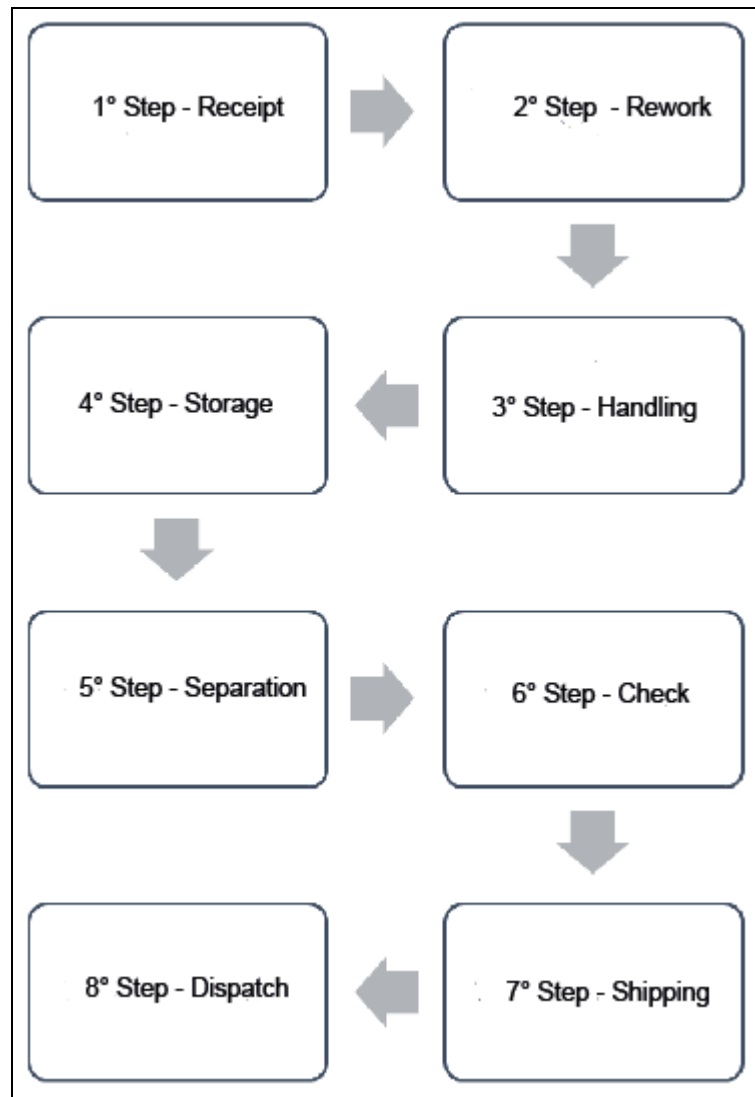 1° Step - Receipt
2° Step - Rework
3° Step - Handling
4° Step - Storage
5° Step - Separation
6° Step - Check
7° Step - Shipping
8° Step - Dispatch